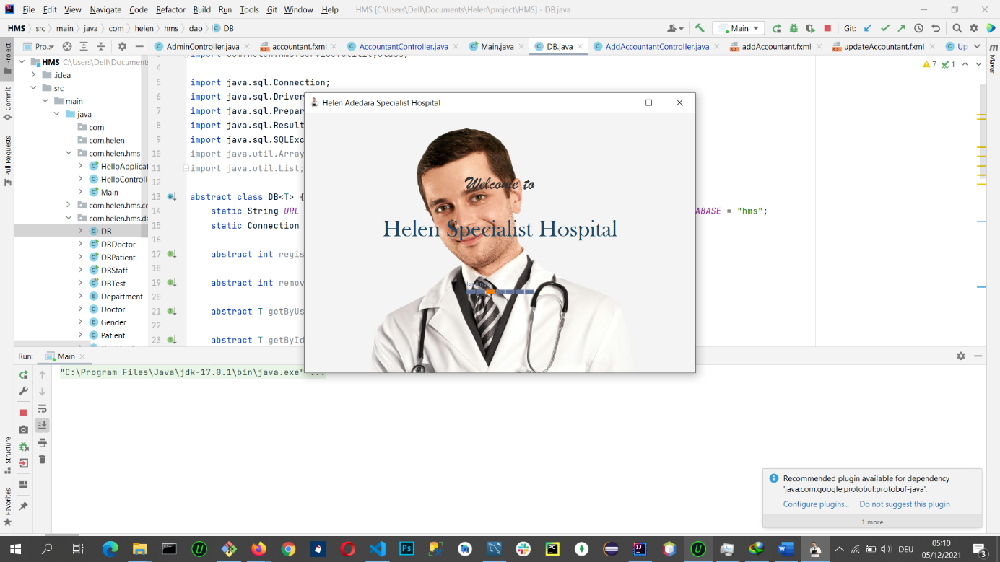 File Edit View Navigate Code Refactor Build Run Tools Git Window Help HMS [C:\Users\Dell\Documents\Helen\project\HMS] - DB.java
HMS src main java com helen hms dao DB Main Git:
Project Pro... AdminController.java accountant.fxml AccountantController.java Main.java DB.java AddAccountantController.java addAccountant.fxml updateAccountant.fxml Up Maven
HMS C:\Users\Dell\Documents
.idea
src
main
java
com
com.helen
com.helen.hms
HelloApplicat
HelloControlle
Main
com.helen.hms.co
com.helen.hms.da
DB
DBDoctor
DBPatient
DBStaff
DBTest
Department
Doctor
Gender
Patient
Commit
Pull Requests
7 1
4
5 import java.sql.Connection;
6 import java.sql.Driver
7 import java.sql.Prepar
8 import java.sql.Result
9 import java.sql.SQLExc
10 import java.util.Array
11 import java.util.List;
12
13 abstract class DB<T> {
14 static String URL ABASE = "hms";
15 static Connection
16
17 abstract int regis
18
19 abstract int remov
20
21 abstract T getByUs
22
23 abstract T getById
Helen Adedara Specialist Hospital
Welcome to
Helen Specialist Hospital
Run: Main
"C:\Program Files\Java\jdk-17.0.1\bin\java.exe" ...
Structure
Favorites
Recommended plugin available for dependency
'java:com.google.protobuf:protobuf-java'.
Configure plugins... Do not suggest this plugin
1 more
DEU
05:10
05/12/2021
3